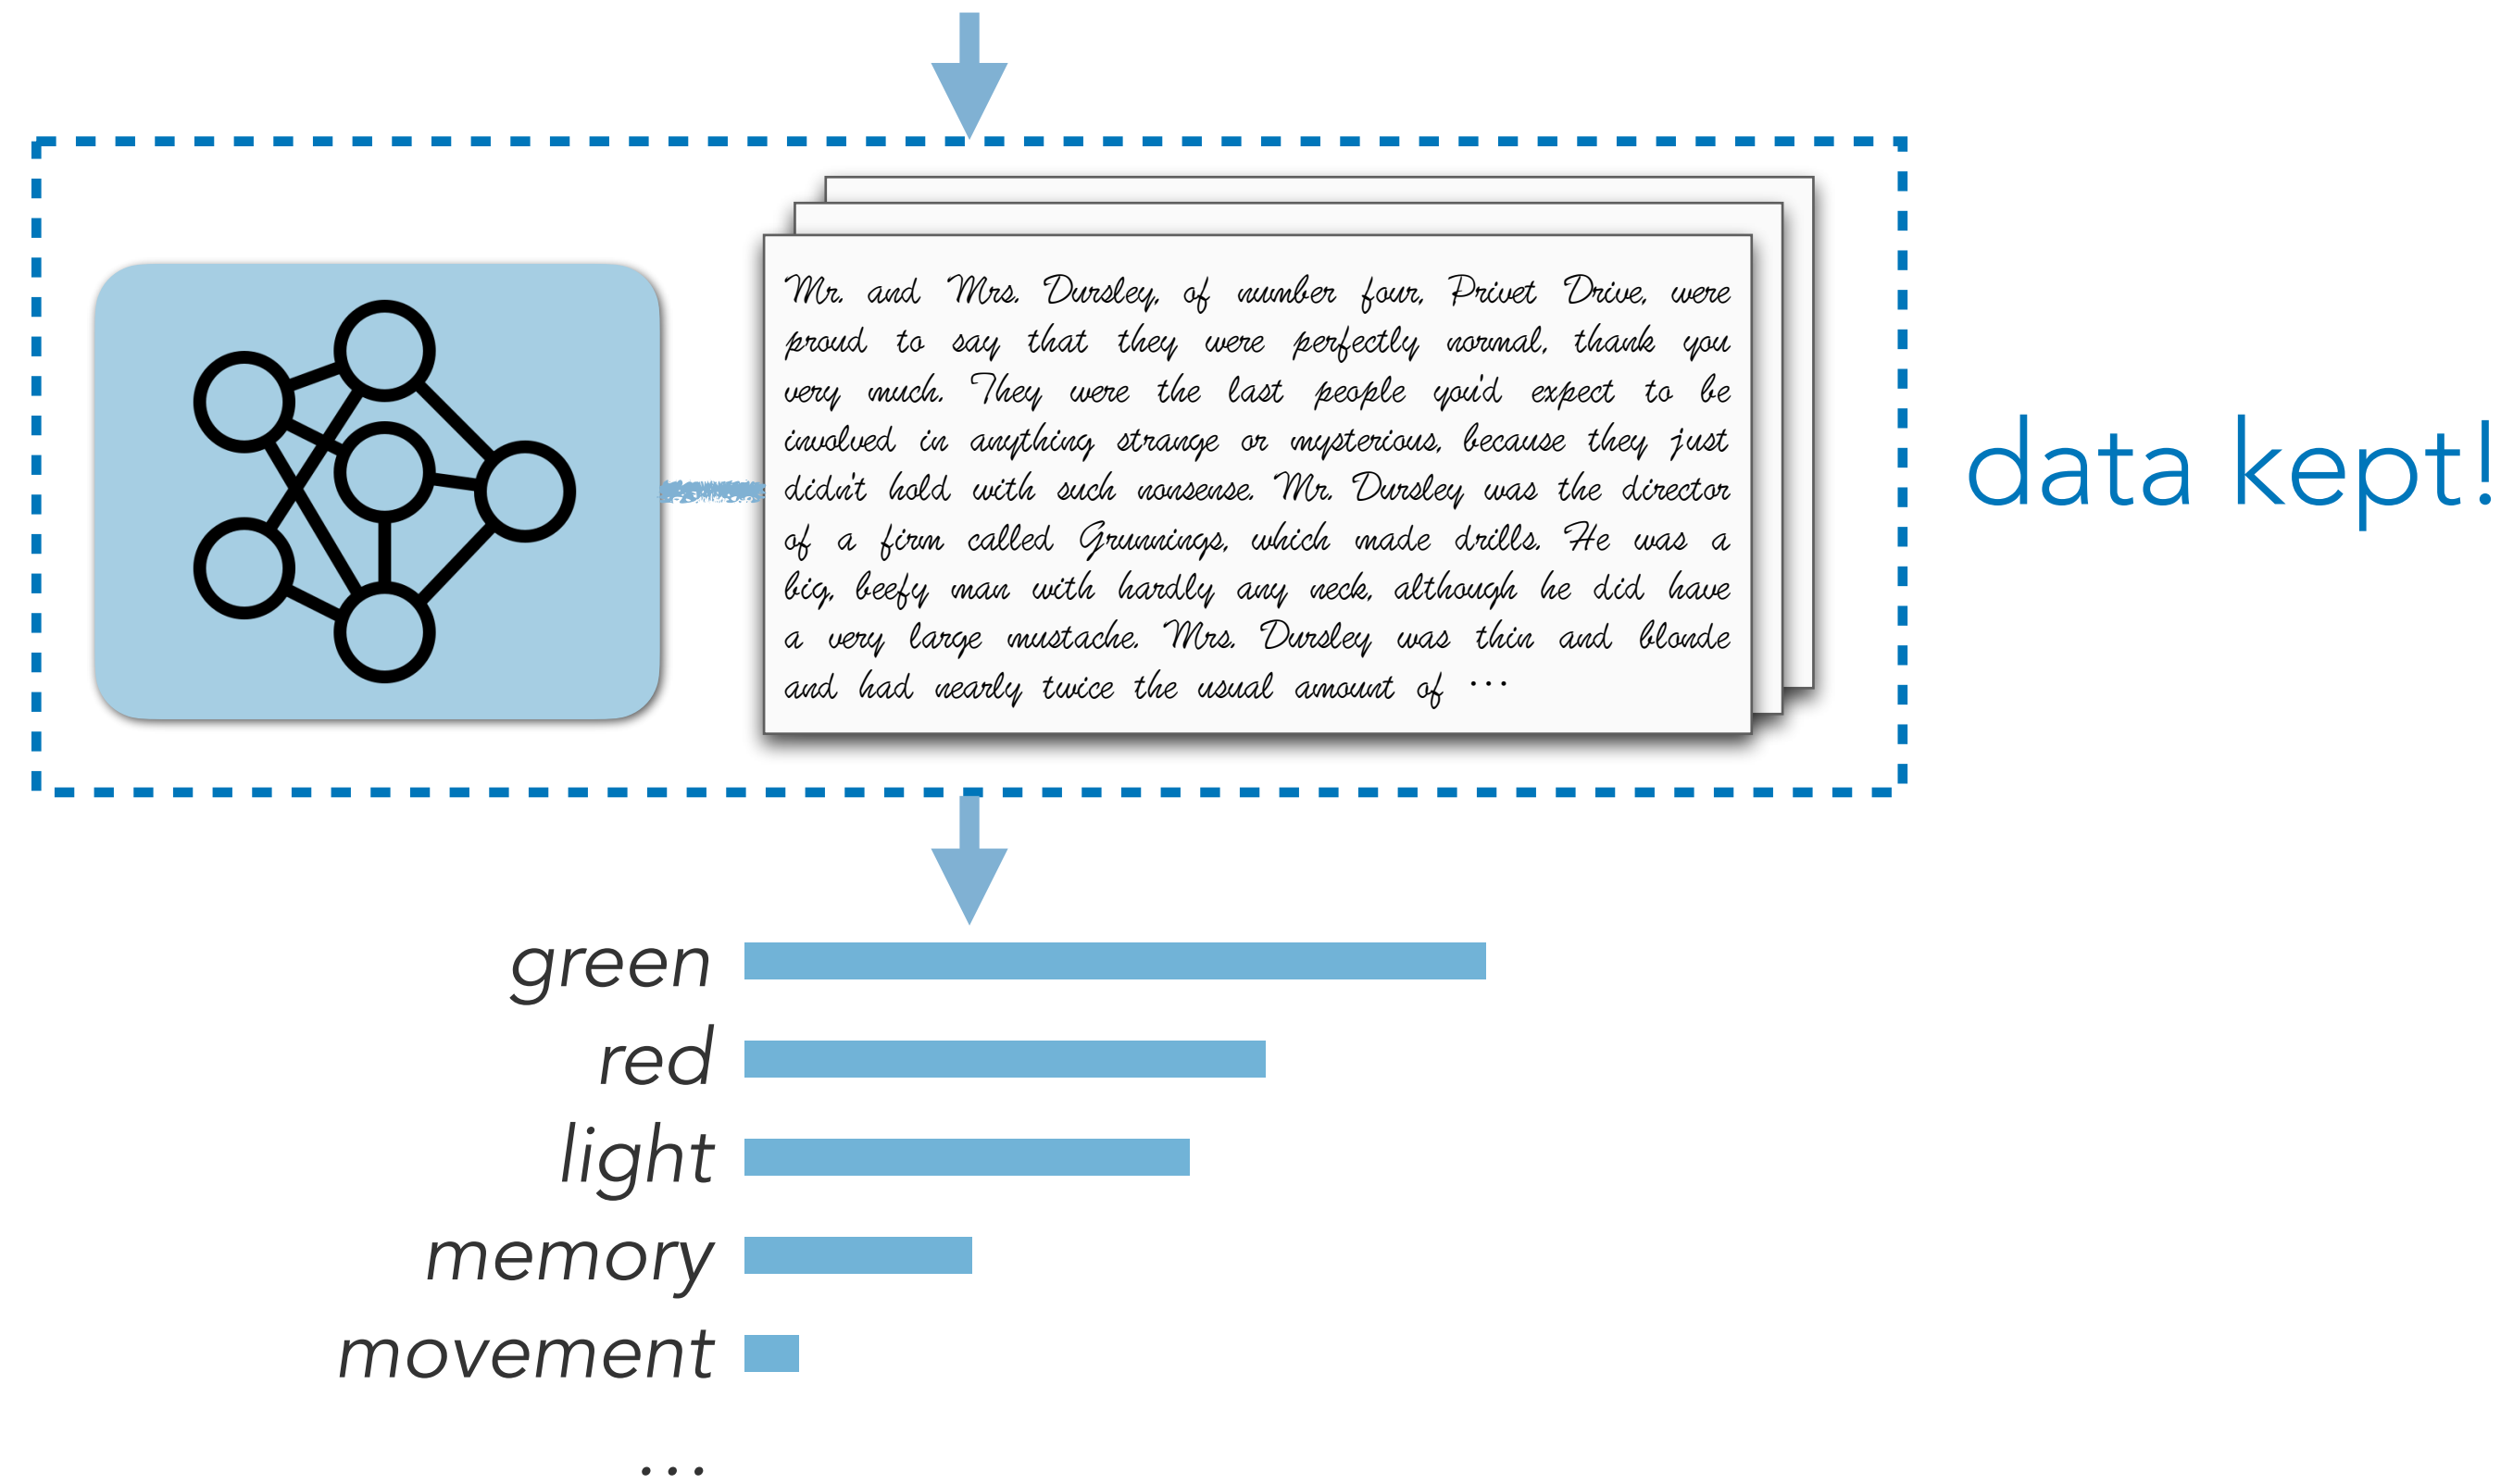 Mr. and Mrs. Dursley, of number four, Privet Drive, were
proud to say that they were perfectly normal, thank you
very much. They were the last people you'd expect to be
involved in anything strange or mysterious, because they just
didn't hold with such nonsense. Mr. Dursley was the director
of a firm called Grunnings, which made drills. He was a
big, beefy man with hardly any neck, although he did have
a very large mustache. Mrs. Dursley was thin and blonde
and had nearly twice the usual amount of ...
data kept!
green
red
light
memory
movement
...